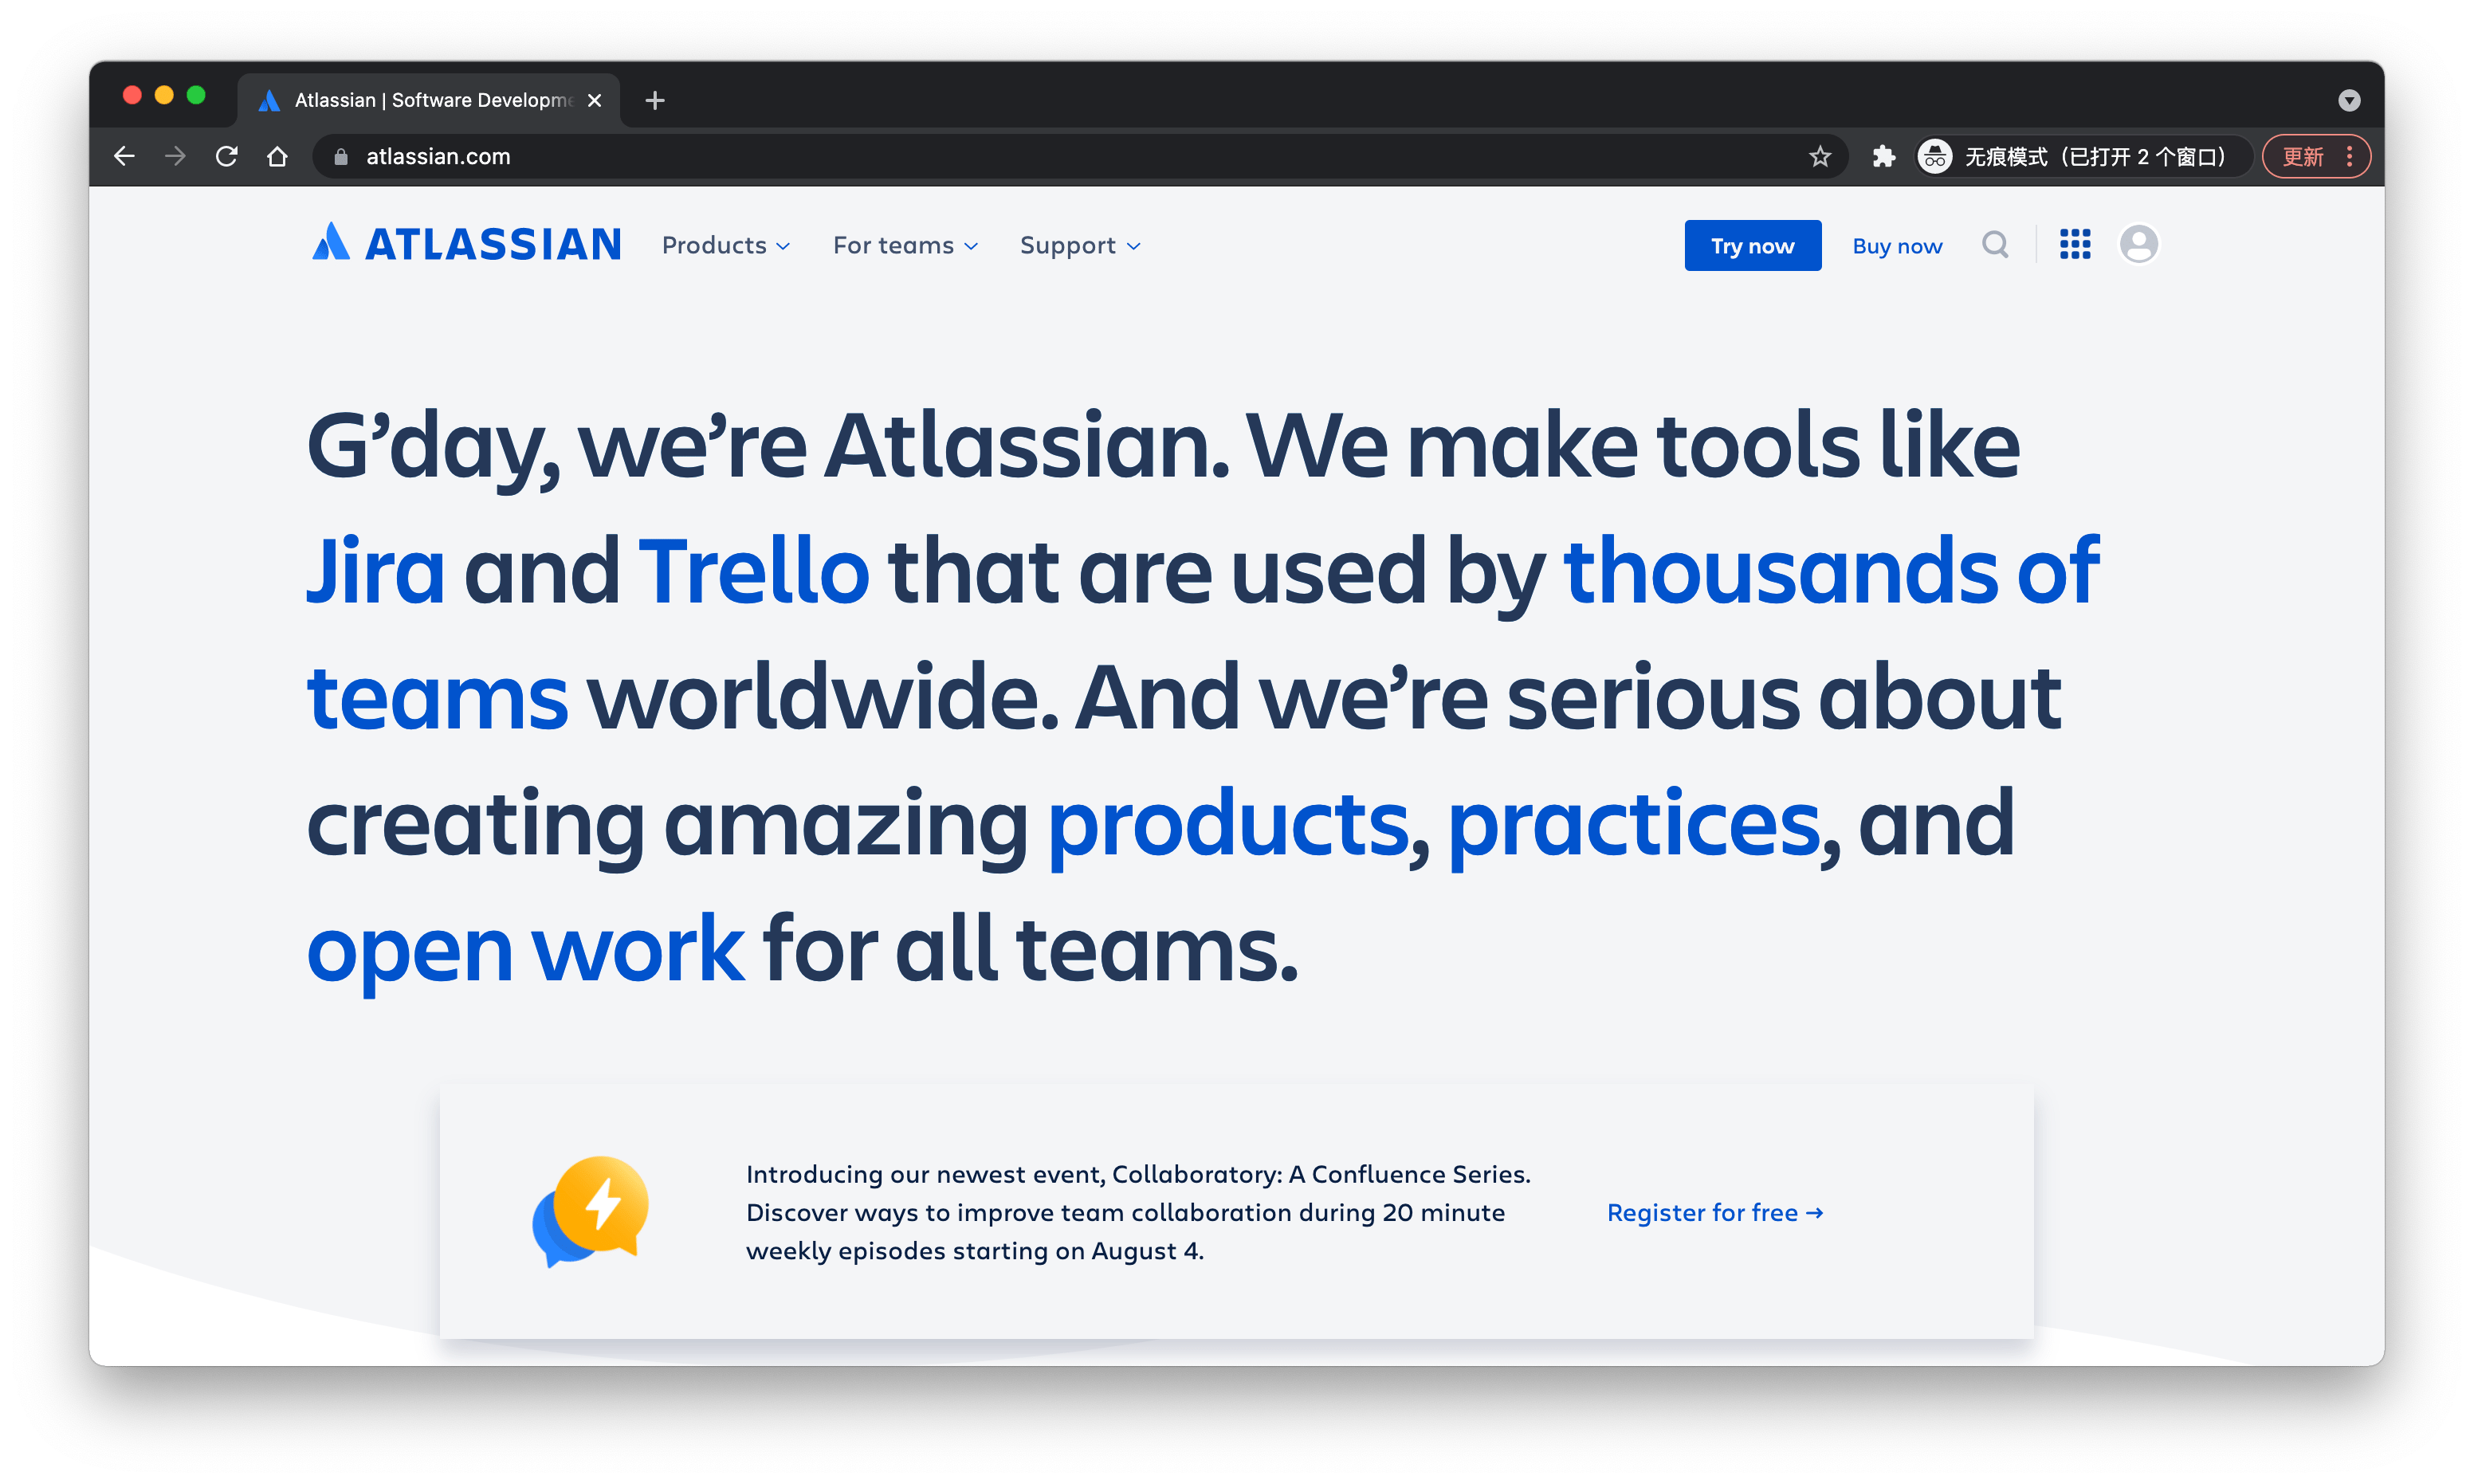 Atlassian | Software Developme
atlassian.com
无痕模式（已打开 2 个窗口）
更新
ATLASSIAN
Products
For teams
Support
Try now
Buy now
G’day, we’re Atlassian. We make tools like
Jira and Trello that are used by thousands of
teams worldwide. And we’re serious about
creating amazing products, practices, and
open work for all teams.
Introducing our newest event, Collaboratory: A Confluence Series.
Discover ways to improve team collaboration during 20 minute
weekly episodes starting on August 4.
Register for free →